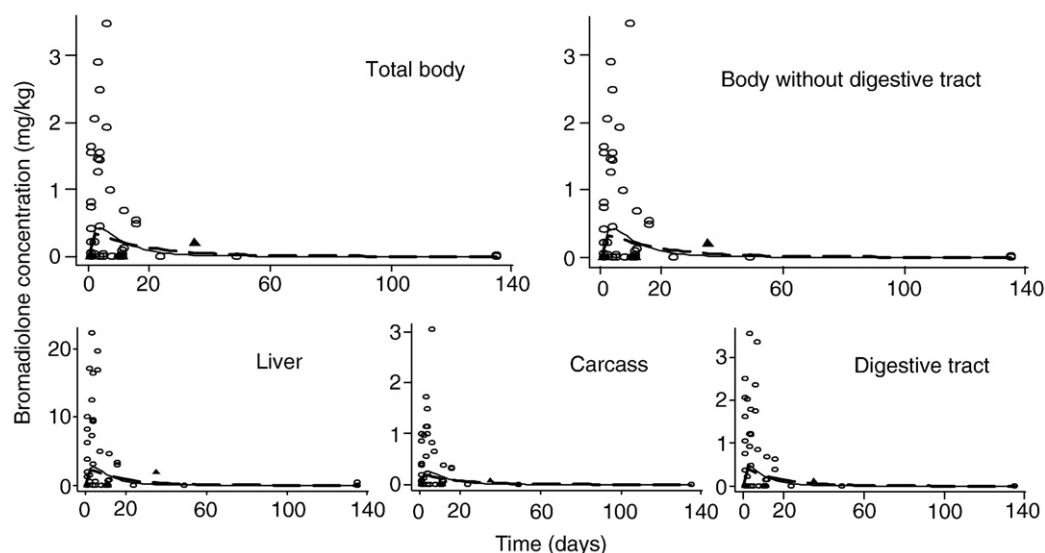 Bromadiolone concentration (mg/kg)
Total body
3
2
1
0
0 20 60 100 140
Body without digestive tract
3
2
1
0
0 20 60 100 140
Liver
20
10
0
0 20 60 100 140
Carcass
3
2
1
0
0 20 60 100 140
Digestive tract
3
2
1
0
0 20 60 100 140
Time (days)